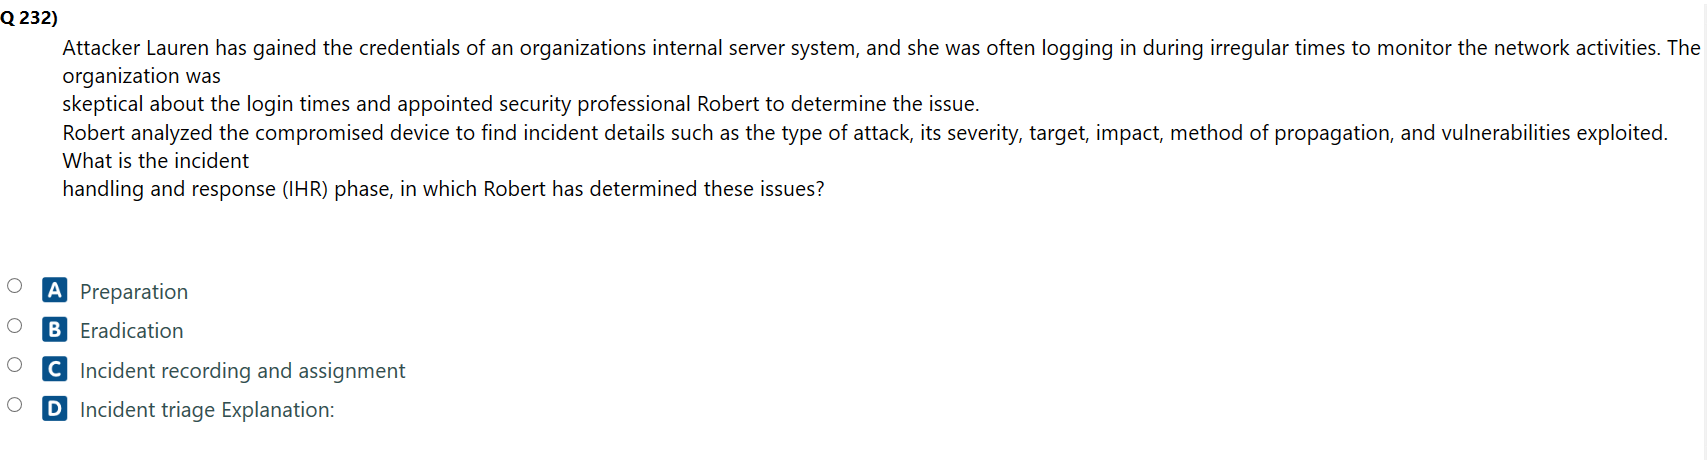 Q 232)
Attacker Lauren has gained the credentials of an organizations internal server system, and she was often logging in during irregular times to monitor the network activities. The
organization was
skeptical about the login times and appointed security professional Robert to determine the issue.
Robert analyzed the compromised device to find incident details such as the type of attack, its severity, target, impact, method of propagation, and vulnerabilities exploited.
What is the incident
handling and response (IHR) phase, in which Robert has determined these issues?
A Preparation
B Eradication
C Incident recording and assignment
D Incident triage Explanation: